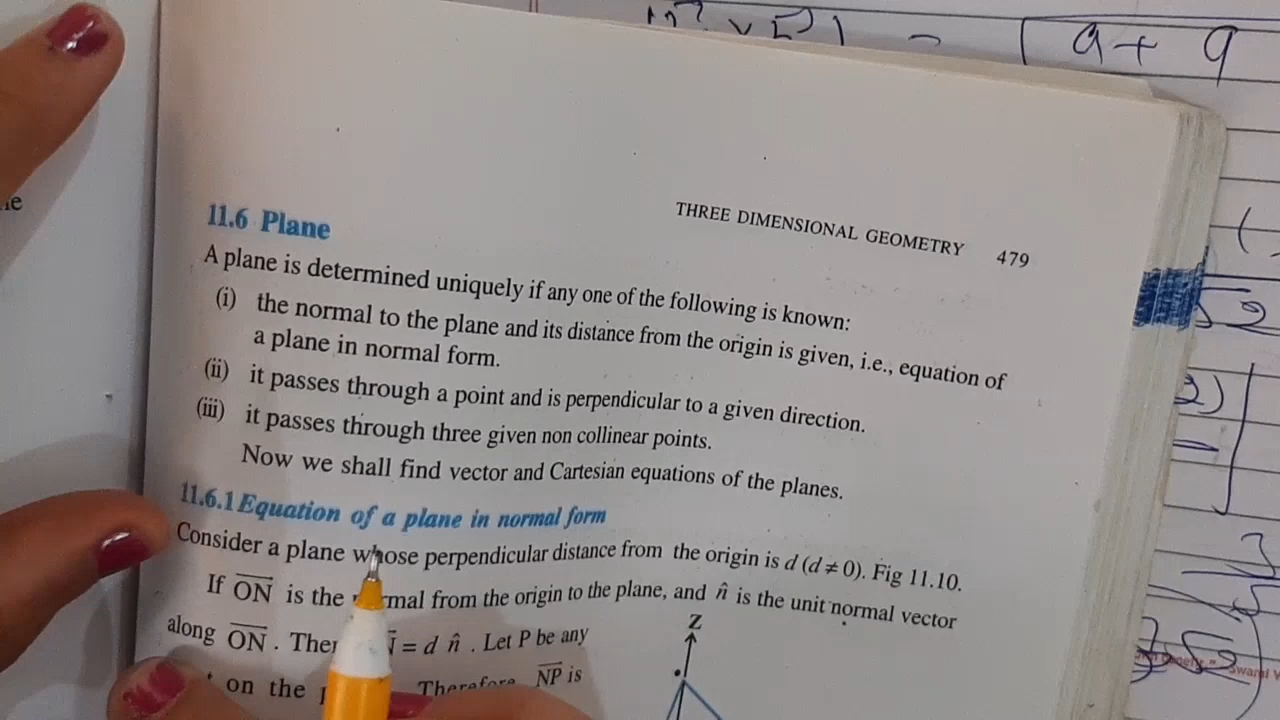 THREE DIMENSIONAL GEOMETRY 479
11.6 Plane
A plane is determined uniquely if any one of the following is known:
(i) the normal to the plane and its distance from the origin is given, i.e., equation of
a plane in normal form.
(ii) it passes through a point and is perpendicular to a given direction.
(iii) it passes through three given non collinear points.
Now we shall find vector and Cartesian equations of the planes.
11.6.1 Equation of a plane in normal form
Consider a plane whose perpendicular distance from the origin is d (d ≠ 0). Fig 11.10.
If ON is the normal from the origin to the plane, and n̂ is the unit normal vector
along ON . = d n̂ . Let P be any
on the Therefore, NP is
Z
9+ 9